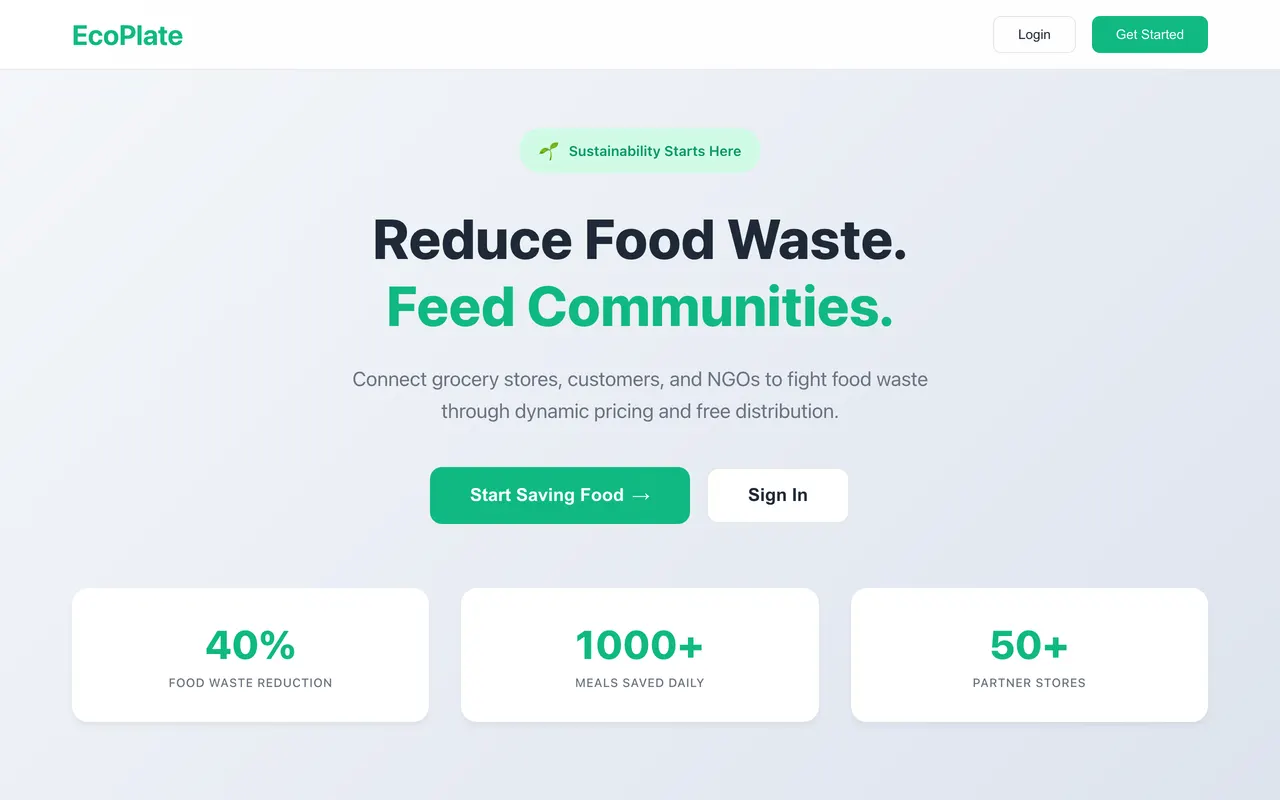 EcoPlate
Login
Get Started
🌱 Sustainability Starts Here
Reduce Food Waste.
Feed Communities.
Connect grocery stores, customers, and NGOs to fight food waste
through dynamic pricing and free distribution.
Start Saving Food →
Sign In
40%
FOOD WASTE REDUCTION
1000+
MEALS SAVED DAILY
50+
PARTNER STORES